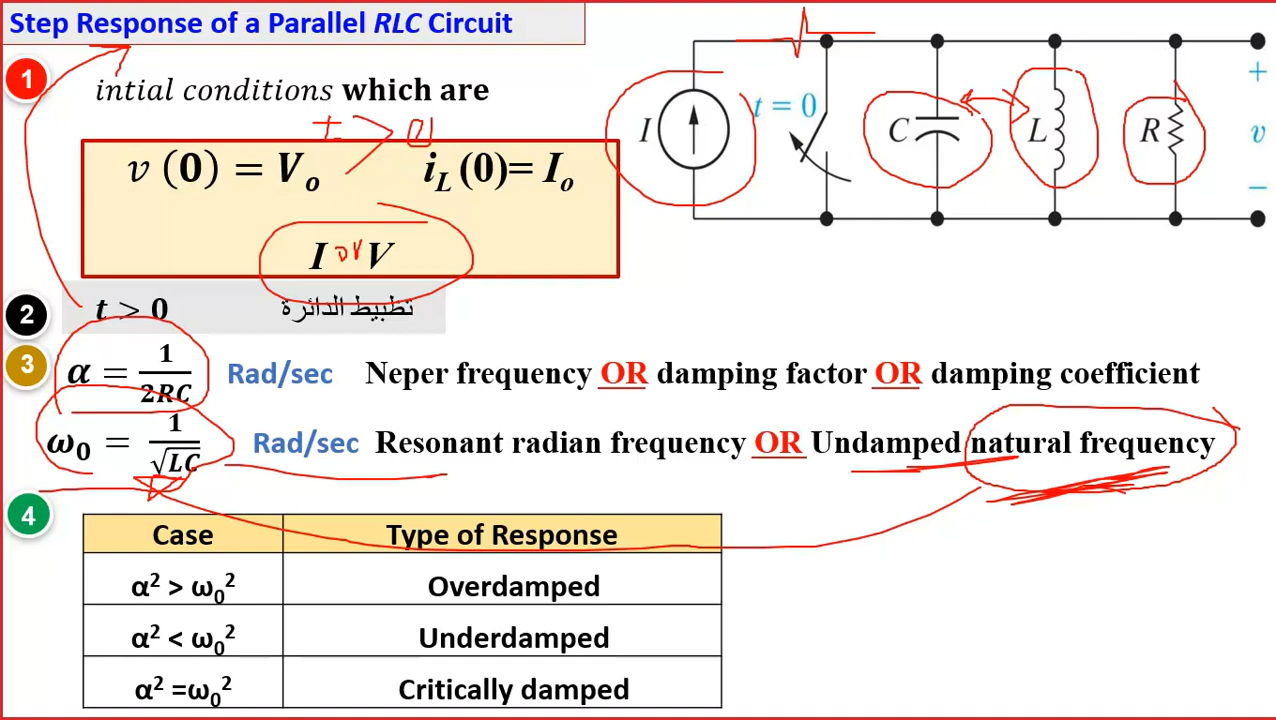 Step Response of a Parallel RLC Circuit
1
intial conditions which are
t > 0
v (0) = Vₒ iL (0)= Iₒ
I or V
2
t > 0 تظبيط الدائرة
3
α = 1/2RC Rad/sec Neper frequency OR damping factor OR damping coefficient
ω₀ = 1/√LC Rad/sec Resonant radian frequency OR Undamped natural frequency
4
Case Type of Response
α² > ω₀² Overdamped
α² < ω₀² Underdamped
α² =ω₀² Critically damped
I t = 0 C L R + v −